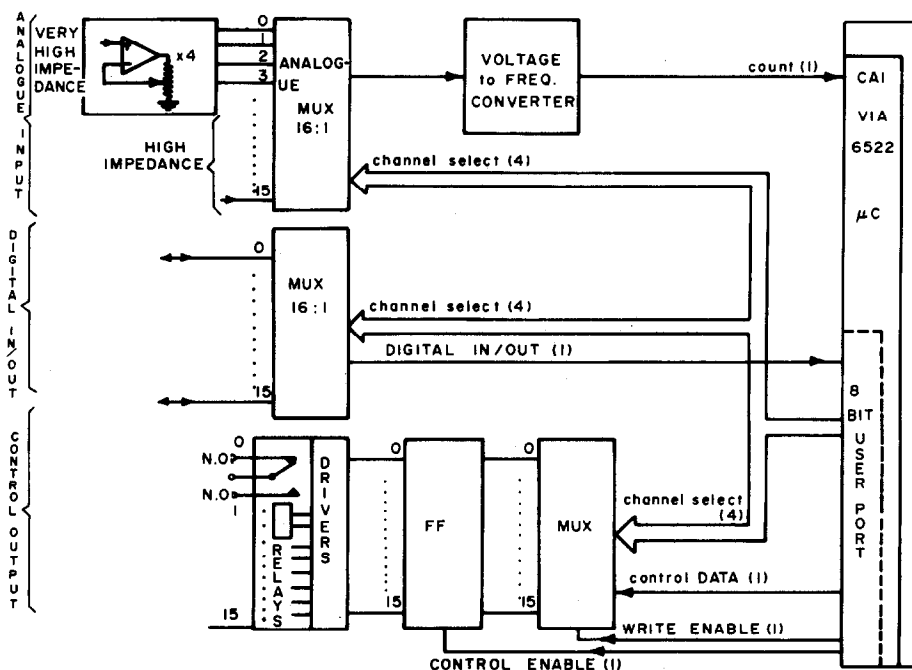 ANALOGUE INPUT
VERY HIGH IMPE- DANCE
x4
0
1
2
3
15
ANALOG- UE MUX 16:1
HIGH IMPEDANCE
VOLTAGE to FREQ. CONVERTER
count (1)
CA1
VIA
6522
μC
channel select (4)
DIGITAL IN/OUT
0
15
MUX 16:1
channel select (4)
DIGITAL IN/OUT (1)
8 BIT USER PORT
CONTROL OUTPUT
0
N.O
N.O
1
15
RELAYS
DRIVERS
0
15
FF
0
15
MUX
channel select (4)
control DATA (1)
WRITE ENABLE (1)
CONTROL ENABLE (1)